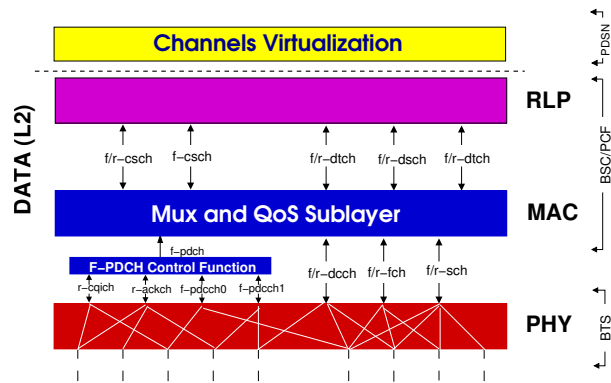 Channels Virtualization
PDSN
DATA (L2)
RLP
f/r-csch
f-csch
f/r-dtch
f/r-dsch
f/r-dtch
BSC/PCF
Mux and QoS Sublayer
MAC
f-pdch
F-PDCH Control Function
r-cqich
r-ackch
f-pdcch0
f-pdcch1
f/r-dcch
f/r-fch
f/r-sch
PHY
BTS